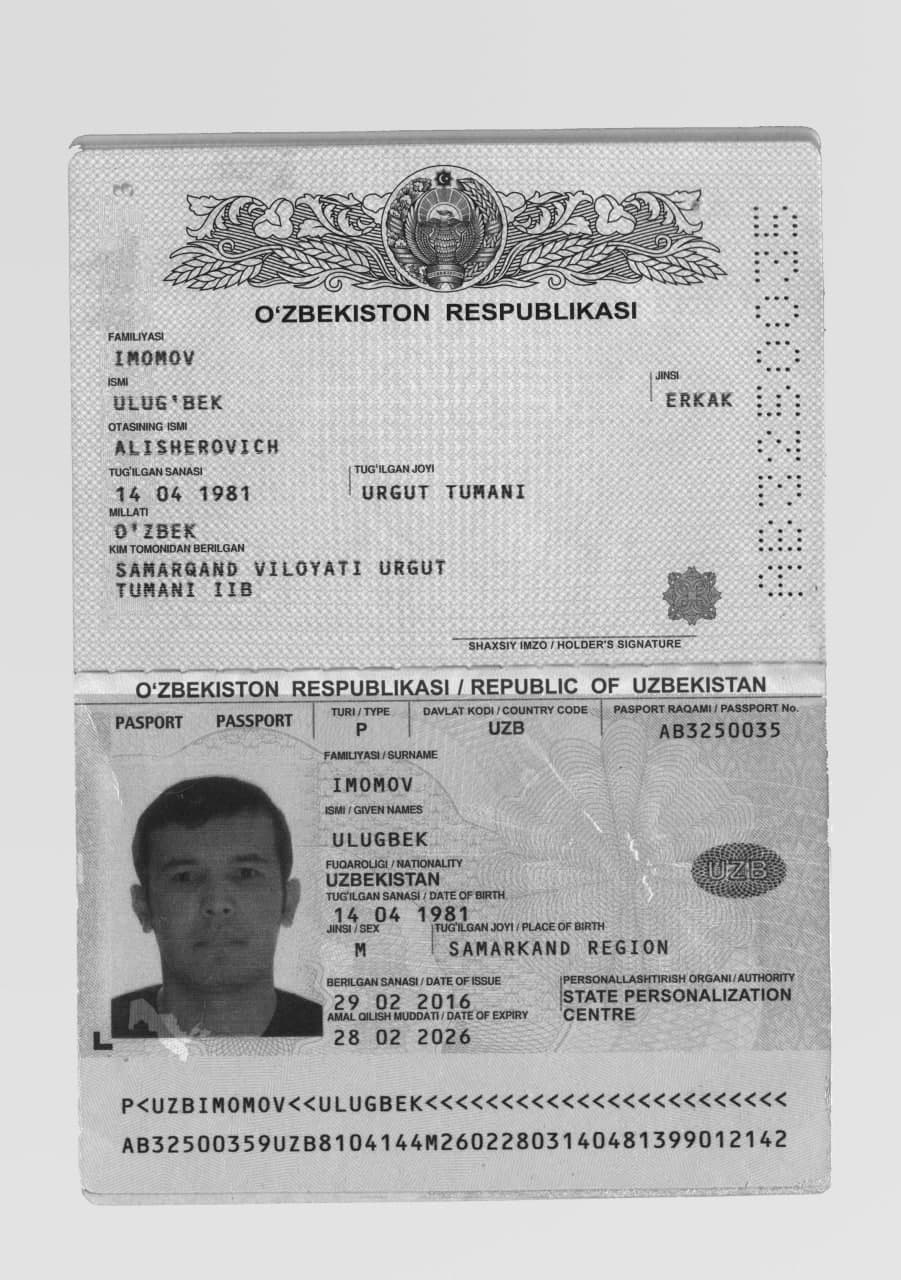 O‘ZBEKISTON RESPUBLIKASI
FAMILIYASI
IMOMOV
ISMI
ULUG'BEK
JINSI
ERKAK
OTASINING ISMI
ALISHEROVICH
TUG‘ILGAN SANASI
14 04 1981
TUG‘ILGAN JOYI
URGUT TUMANI
MILLATI
O'ZBEK
KIM TOMONIDAN BERILGAN
SAMARQAND VILOYATI URGUT
TUMANI IIB
SHAXSIY IMZO / HOLDER'S SIGNATURE
AB3250035
3
O‘ZBEKISTON RESPUBLIKASI / REPUBLIC OF UZBEKISTAN
PASPORT PASSPORT
TURI / TYPE
P
DAVLAT KODI / COUNTRY CODE
UZB
PASPORT RAQAMI / PASSPORT No.
AB3250035
FAMILIYASI / SURNAME
IMOMOV
ISMI / GIVEN NAMES
ULUGBEK
FUQAROLIGI / NATIONALITY
UZBEKISTAN
UZB
TUG‘ILGAN SANASI / DATE OF BIRTH
14 04 1981
JINSI / SEX
M
TUG‘ILGAN JOYI / PLACE OF BIRTH
SAMARKAND REGION
BERILGAN SANASI / DATE OF ISSUE
29 02 2016
PERSONALLASHTIRISH ORGANI / AUTHORITY
STATE PERSONALIZATION
CENTRE
AMAL QILISH MUDDATI / DATE OF EXPIRY
28 02 2026
P<UZBIMOMOV<<ULUGBEK<<<<<<<<<<<<<<<<<<<<<<<<
AB32500359UZB8104144M26022803140481399012142